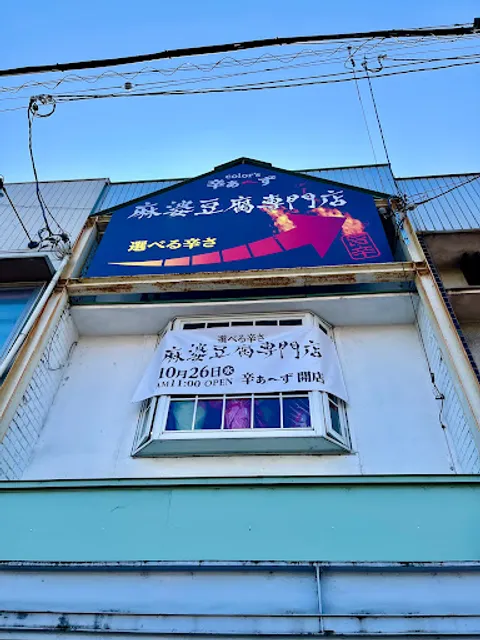 color's
辛あ〜ず
麻婆豆腐専門店
選べる辛さ
選べる辛さ
麻婆豆腐専門店
10月26日㊌
AM11:00 OPEN 辛あ〜ず 開店